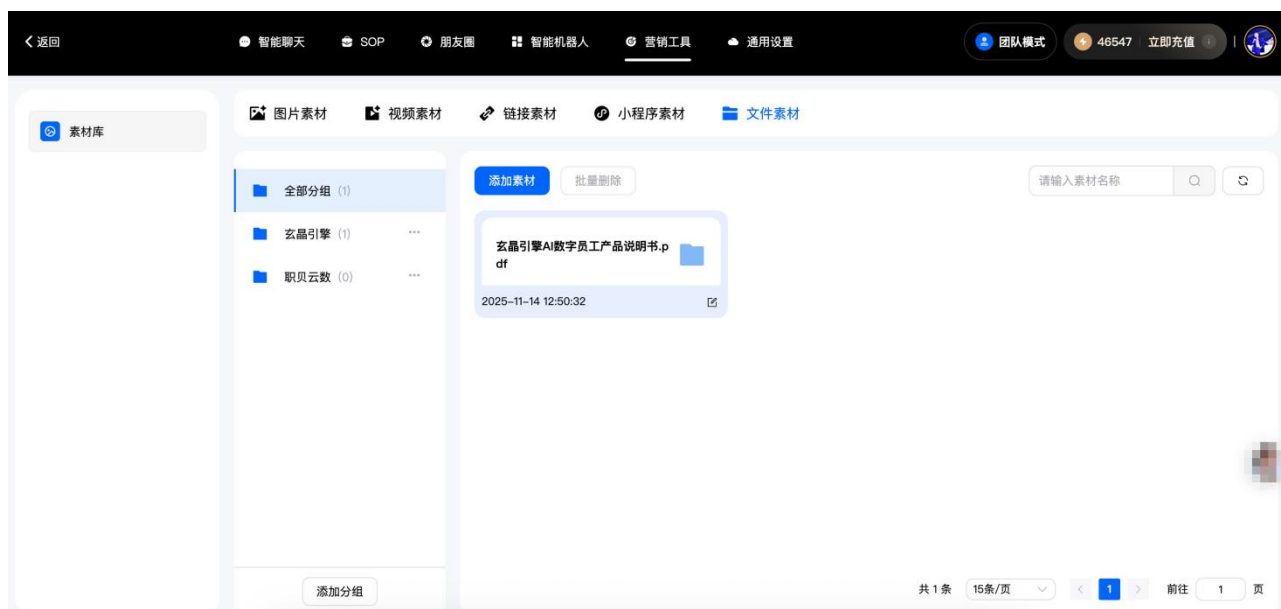 返回
智能聊天 SOP 朋友圈 智能机器人 营销工具 通用设置
团队模式 46547 立即充值
素材库
图片素材 视频素材 链接素材 小程序素材 文件素材
全部分组 (1)
玄晶引擎 (1)
职贝云数 (0)
添加分组
添加素材 批量删除 请输入素材名称
玄晶引擎AI数字员工产品说明书.p
df
2025-11-14 12:50:32
共 1 条 15条/页 1 前往 1 页